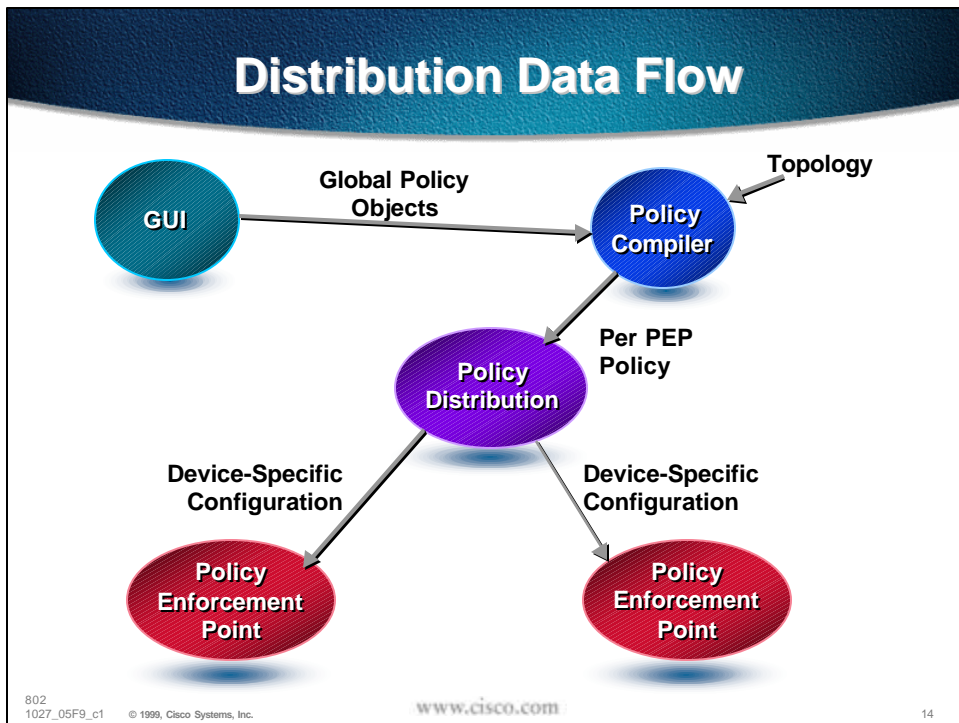 Distribution Data Flow
GUI
Global Policy
Objects
Policy
Compiler
Topology
Per PEP
Policy
Policy
Distribution
Device-Specific
Configuration
Device-Specific
Configuration
Policy
Enforcement
Point
Policy
Enforcement
Point
802
1027_05F9_c1 © 1999, Cisco Systems, Inc.
www.cisco.com
14